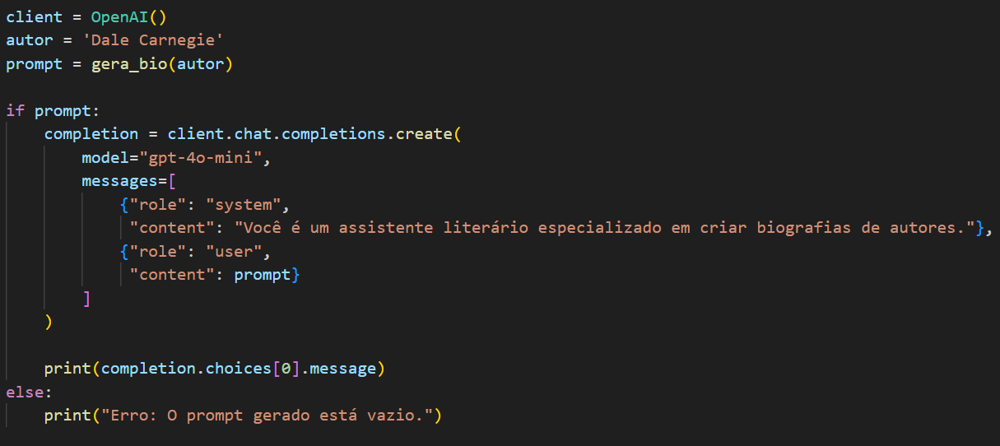 client = OpenAI()
autor = 'Dale Carnegie'
prompt = gera_bio(autor)

if prompt:
    completion = client.chat.completions.create(
        model="gpt-4o-mini",
        messages=[
            {"role": "system",
             "content": "Você é um assistente literário especializado em criar biografias de autores."},
            {"role": "user",
             "content": prompt}
        ]
    )

    print(completion.choices[0].message)
else:
    print("Erro: O prompt gerado está vazio.")